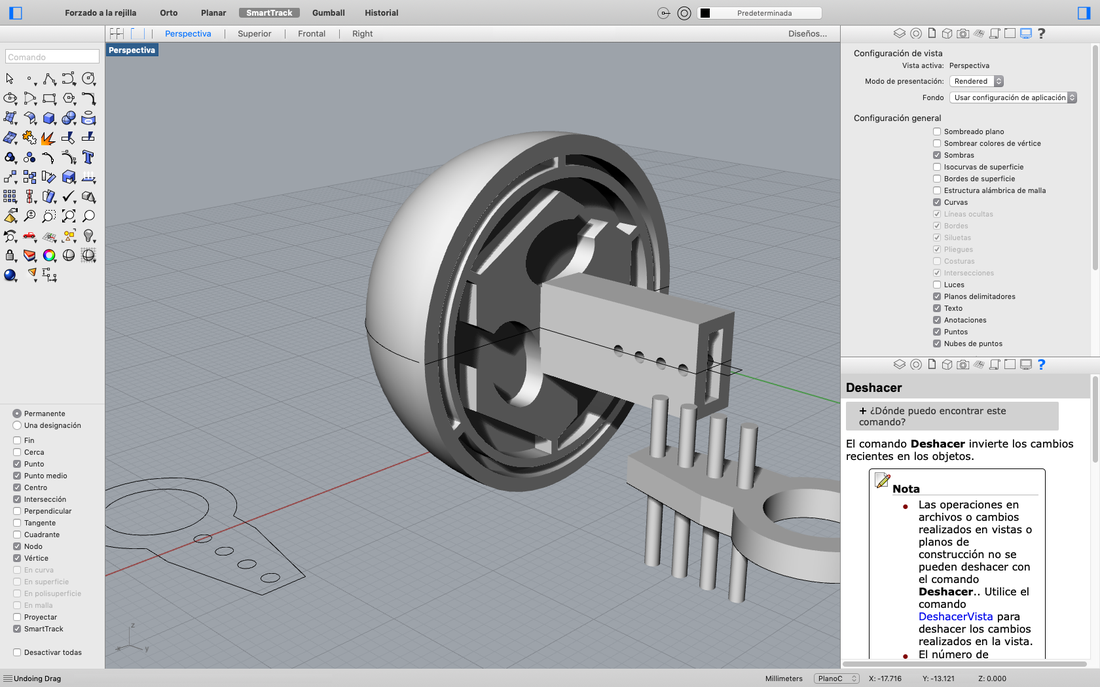 Forzado a la rejilla Orto Planar SmartTrack Gumball Historial Predeterminada
Perspectiva Superior Frontal Right Diseños...
Perspectiva
Comando
Permanente
Una designación
Fin
Cerca
Punto
Punto medio
Centro
Intersección
Perpendicular
Tangente
Cuadrante
Nodo
Vértice
En curva
En superficie
En polisuperficie
En malla
Proyectar
SmartTrack
Desactivar todas
z
x
y
Configuración de vista
Vista activa: Perspectiva
Modo de presentación: Rendered
Fondo Usar configuración de aplicación
Configuración general
Sombreado plano
Sombrear colores de vértice
Sombras
Isocurvas de superficie
Bordes de superficie
Estructura alámbrica de malla
Curvas
Líneas ocultas
Bordes
Siluetas
Pliegues
Costuras
Intersecciones
Luces
Planos delimitadores
Texto
Anotaciones
Puntos
Nubes de puntos
Deshacer
+ ¿Dónde puedo encontrar este
comando?
El comando Deshacer invierte los cambios
recientes en los objetos.
Nota
Las operaciones en
archivos o cambios
realizados en vistas o
planos de
construcción no se
pueden deshacer con
el comando
Deshacer.. Utilice el
comando
DeshacerVista para
deshacer los cambios
realizados en la vista.
El número de
Undoing Drag Millimeters PlanoC X: -17.716 Y: -13.121 Z: 0.000